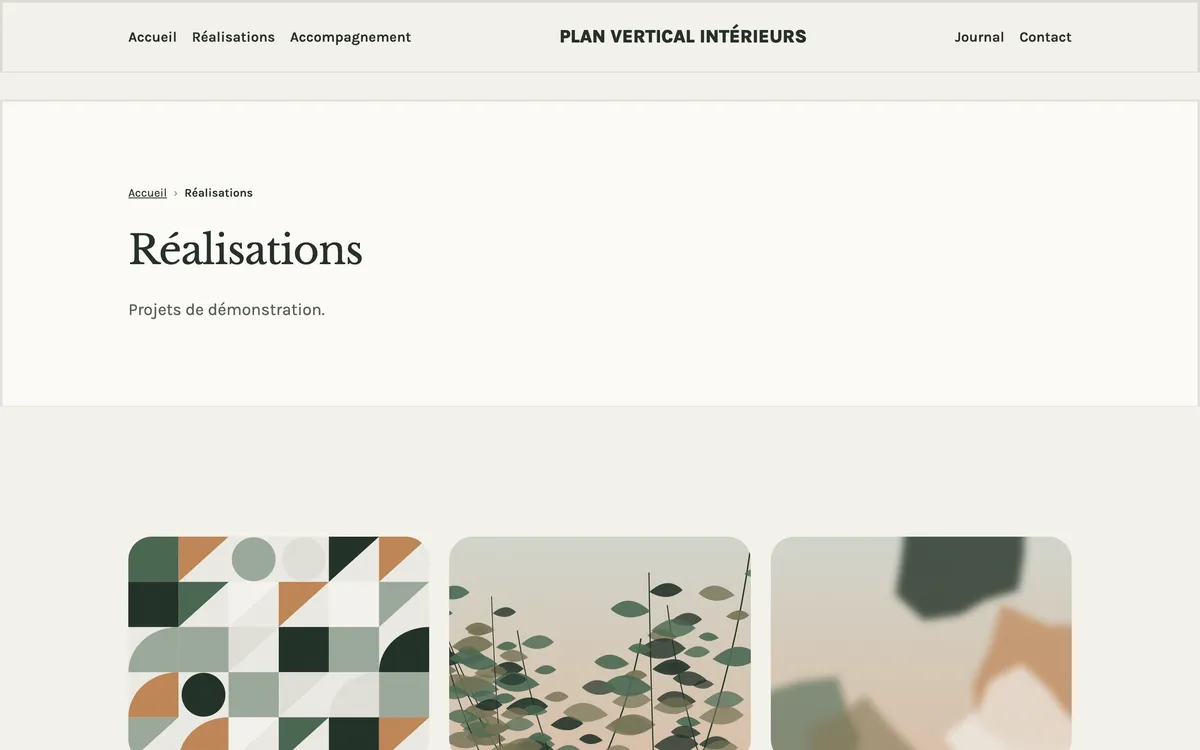 Accueil Réalisations Accompagnement PLAN VERTICAL INTÉRIEURS Journal Contact
Accueil › Réalisations
Réalisations
Projets de démonstration.